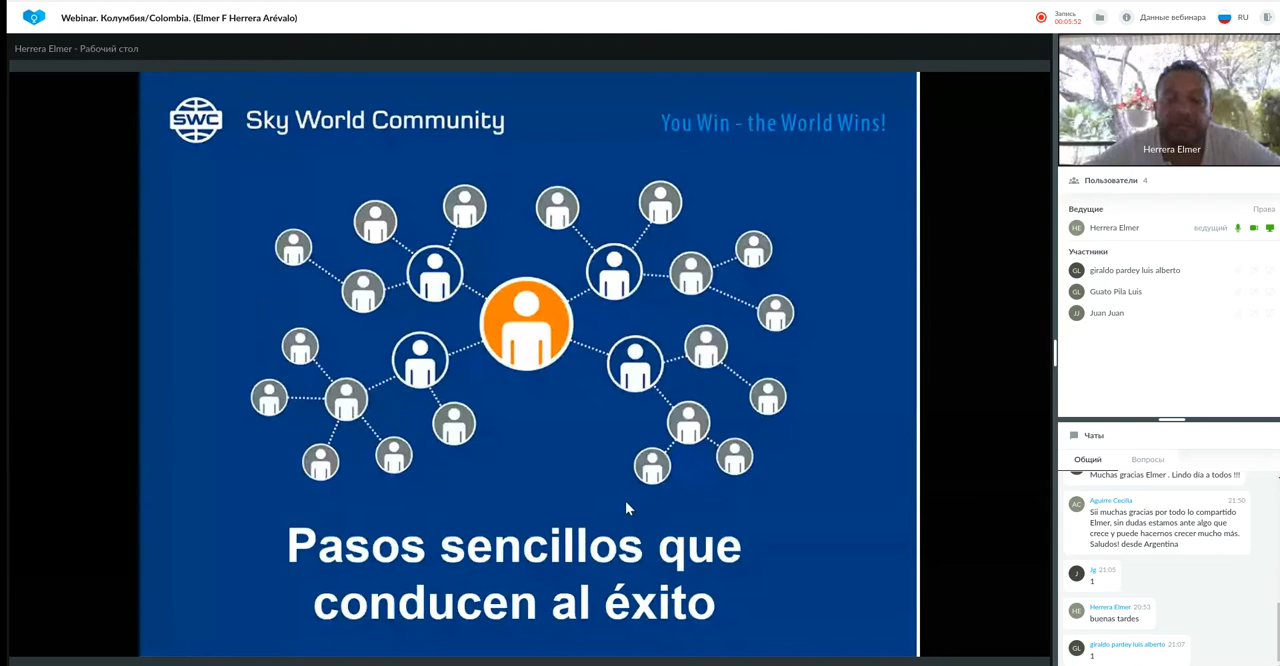 Webinar. Колумбия/Colombia. (Elmer F Herrera Arévalo)
Запись
00:05:52
Данные вебинара
RU
Herrera Elmer - Рабочий стол
SWC
Sky World Community
You Win - the World Wins!
Pasos sencillos que
conducen al éxito
Herrera Elmer
Пользователи 4
Ведущие
Права
HE
Herrera Elmer
ведущий
Участники
GL
giraldo pardey luis alberto
GL
Guato Pila Luis
JJ
Juan Juan
Чаты
Общий
Вопросы
Muchas gracias Elmer . Lindo día a todos !!!
AC
Aguirre Cecilia
21:50
Sii muchas gracias por todo lo compartido
Elmer, sin dudas estamos ante algo que
crece y puede hacernos crecer mucho más.
Saludos! desde Argentina
J
Jg 21:05
1
HE
Herrera Elmer 20:53
buenas tardes
GL
giraldo pardey luis alberto 21:07
1